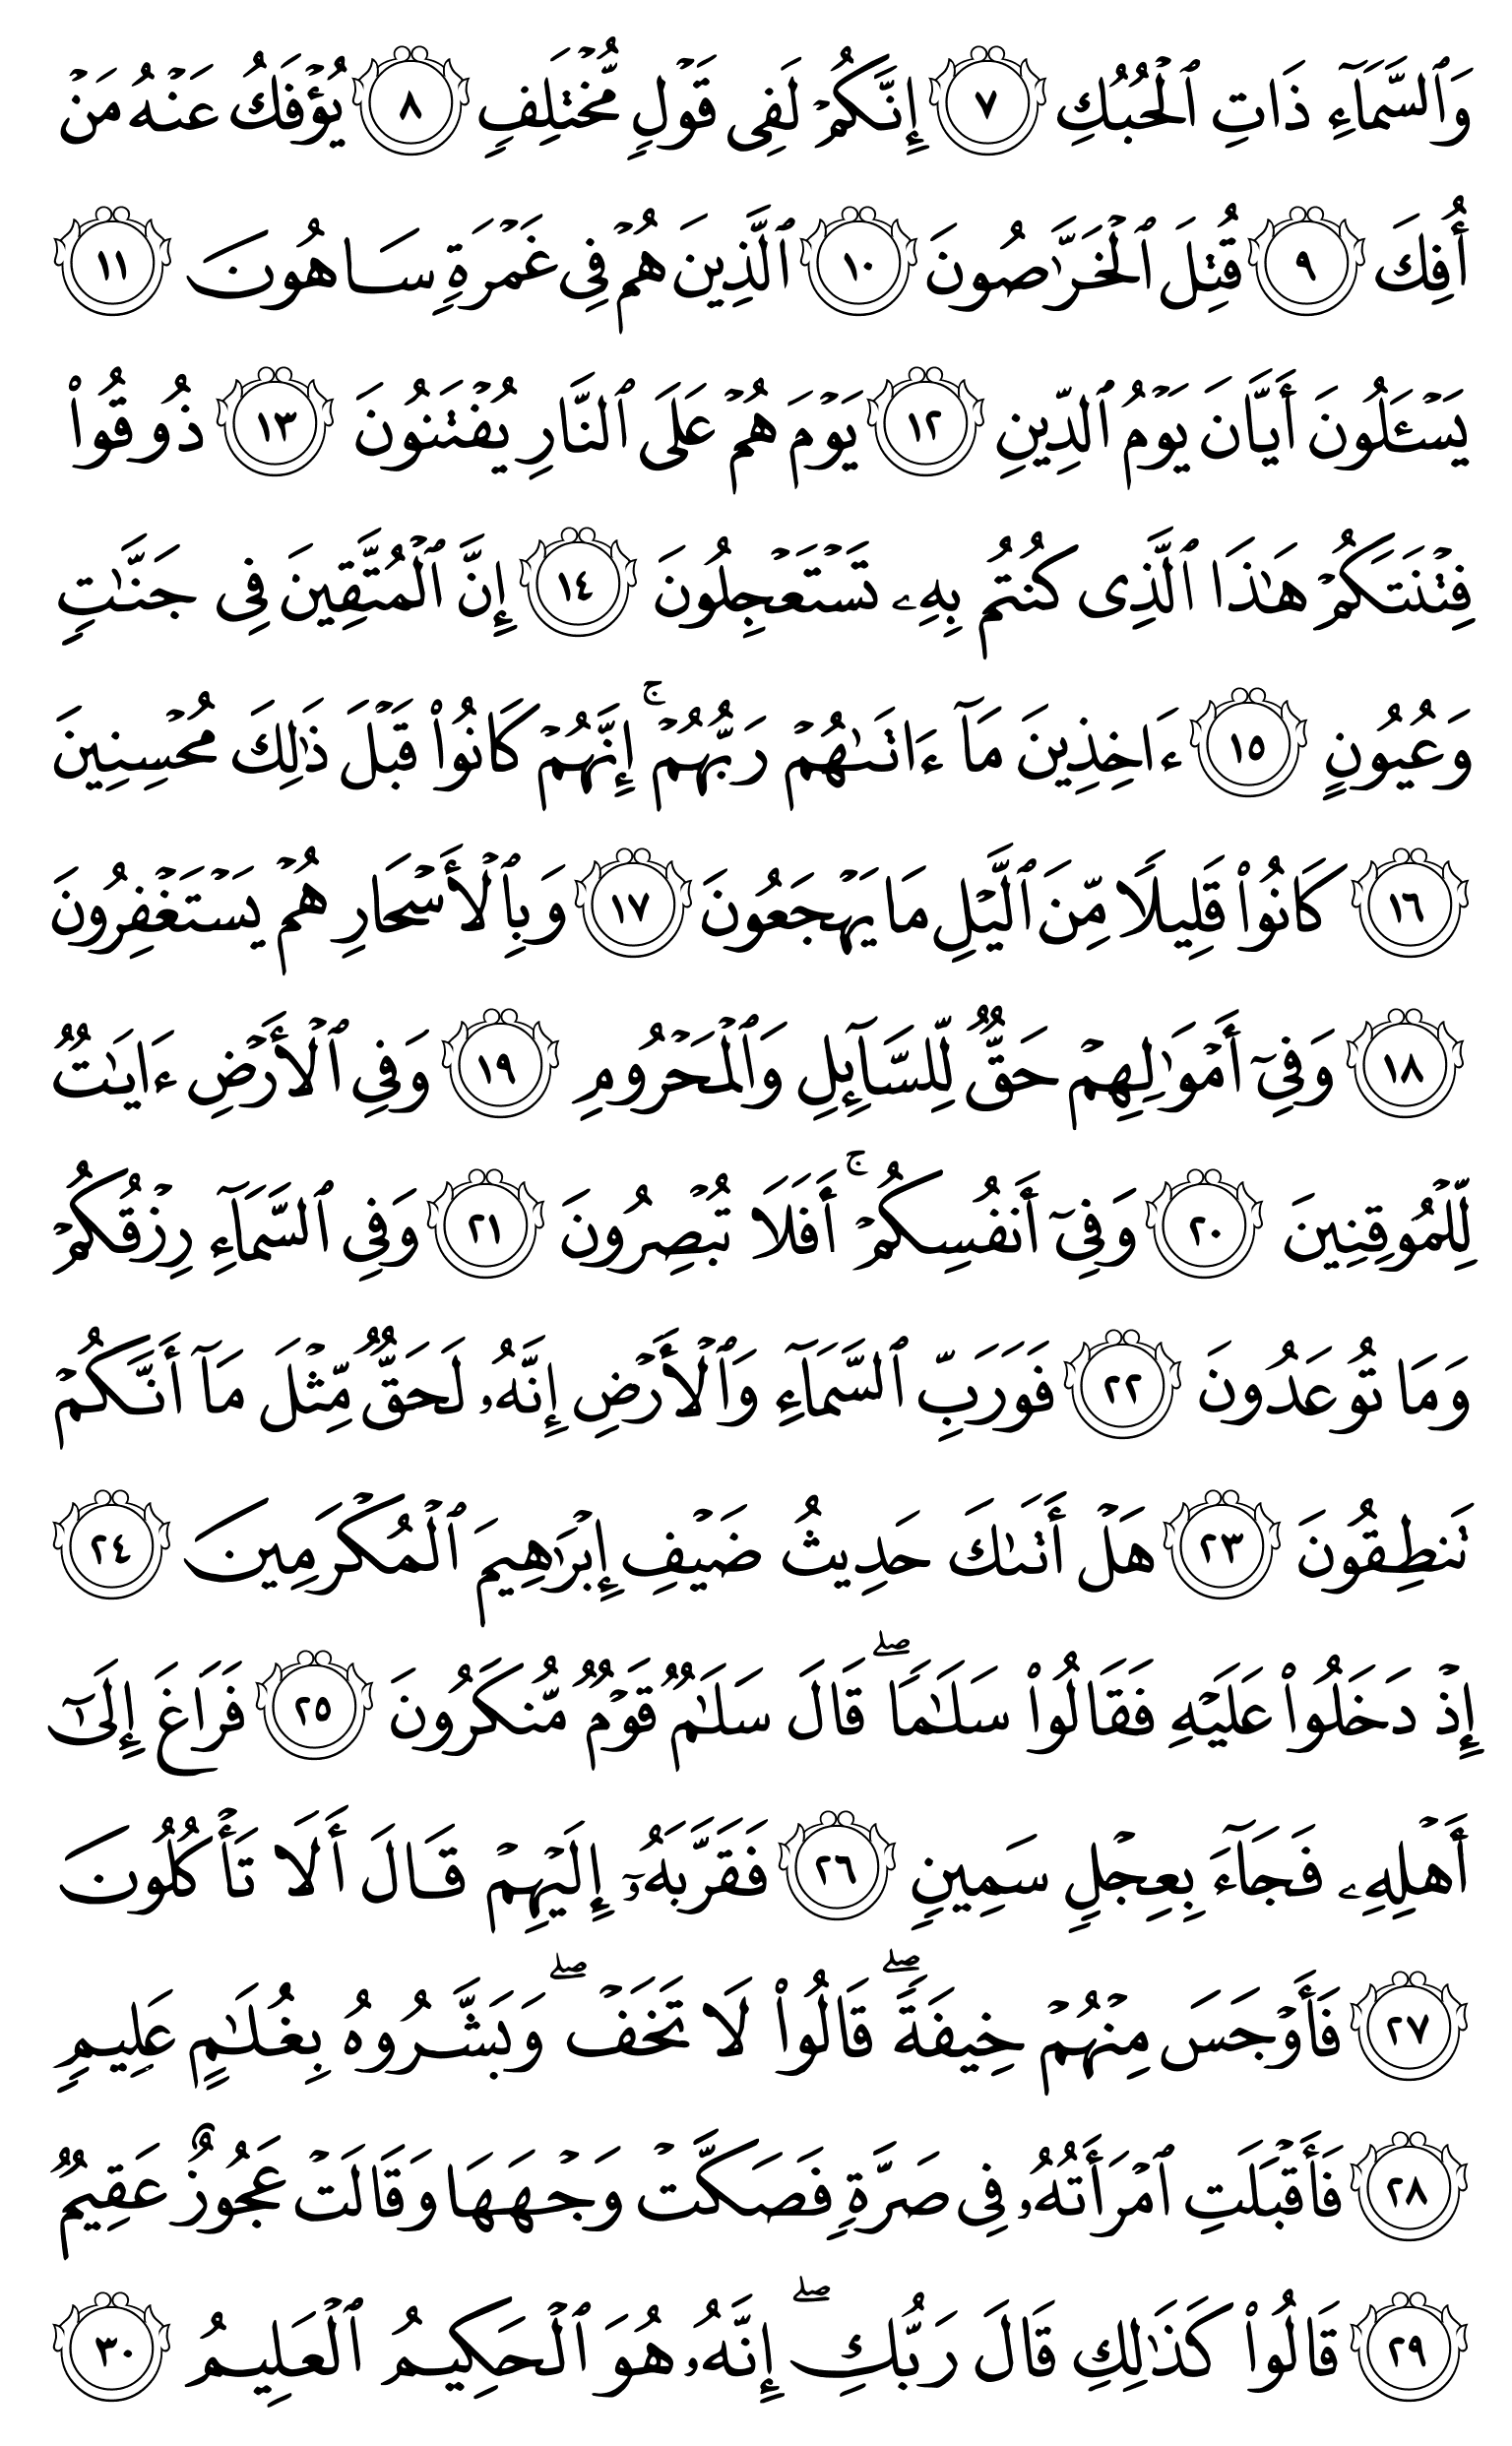 وَٱلسَّمَآءِ ذَاتِ ٱلْحُبُكِ ٧ إِنَّكُمْ لَفِى قَوْلٍ مُّخْتَلِفٍ ٨ يُؤْفَكُ عَنْهُ مَنْ
أُفِكَ ٩ قُتِلَ ٱلْخَرَّٰصُونَ ١٠ ٱلَّذِينَ هُمْ فِى غَمْرَةٍ سَاهُونَ ١١
يَسْـَٔلُونَ أَيَّانَ يَوْمُ ٱلدِّينِ ١٢ يَوْمَ هُمْ عَلَى ٱلنَّارِ يُفْتَنُونَ ١٣ ذُوقُوا۟
فِتْنَتَكُمْ هَـٰذَا ٱلَّذِى كُنتُم بِهِۦ تَسْتَعْجِلُونَ ١٤ إِنَّ ٱلْمُتَّقِينَ فِى جَنَّـٰتٍ
وَعُيُونٍ ١٥ ءَاخِذِينَ مَآ ءَاتَىٰهُمْ رَبُّهُمْ ۚ إِنَّهُمْ كَانُوا۟ قَبْلَ ذَٰلِكَ مُحْسِنِينَ
١٦ كَانُوا۟ قَلِيلًا مِّنَ ٱلَّيْلِ مَا يَهْجَعُونَ ١٧ وَبِٱلْأَسْحَارِ هُمْ يَسْتَغْفِرُونَ
١٨ وَفِىٓ أَمْوَٰلِهِمْ حَقٌّ لِّلسَّآئِلِ وَٱلْمَحْرُومِ ١٩ وَفِى ٱلْأَرْضِ ءَايَـٰتٌ
لِّلْمُوقِنِينَ ٢٠ وَفِىٓ أَنفُسِكُمْ ۚ أَفَلَا تُبْصِرُونَ ٢١ وَفِى ٱلسَّمَآءِ رِزْقُكُمْ
وَمَا تُوعَدُونَ ٢٢ فَوَرَبِّ ٱلسَّمَآءِ وَٱلْأَرْضِ إِنَّهُۥ لَحَقٌّ مِّثْلَ مَآ أَنَّكُمْ
تَنطِقُونَ ٢٣ هَلْ أَتَىٰكَ حَدِيثُ ضَيْفِ إِبْرَٰهِيمَ ٱلْمُكْرَمِينَ ٢٤
إِذْ دَخَلُوا۟ عَلَيْهِ فَقَالُوا۟ سَلَـٰمًا ۖ قَالَ سَلَـٰمٌ قَوْمٌ مُّنكَرُونَ ٢٥ فَرَاغَ إِلَىٰٓ
أَهْلِهِۦ فَجَآءَ بِعِجْلٍ سَمِينٍ ٢٦ فَقَرَّبَهُۥٓ إِلَيْهِمْ قَالَ أَلَا تَأْكُلُونَ
٢٧ فَأَوْجَسَ مِنْهُمْ خِيفَةً ۖ قَالُوا۟ لَا تَخَفْ ۖ وَبَشَّرُوهُ بِغُلَـٰمٍ عَلِيمٍ
٢٨ فَأَقْبَلَتِ ٱمْرَأَتُهُۥ فِى صَرَّةٍ فَصَكَّتْ وَجْهَهَا وَقَالَتْ عَجُوزٌ عَقِيمٌ
٢٩ قَالُوا۟ كَذَٰلِكِ قَالَ رَبُّكِ ۖ إِنَّهُۥ هُوَ ٱلْحَكِيمُ ٱلْعَلِيمُ ٣٠